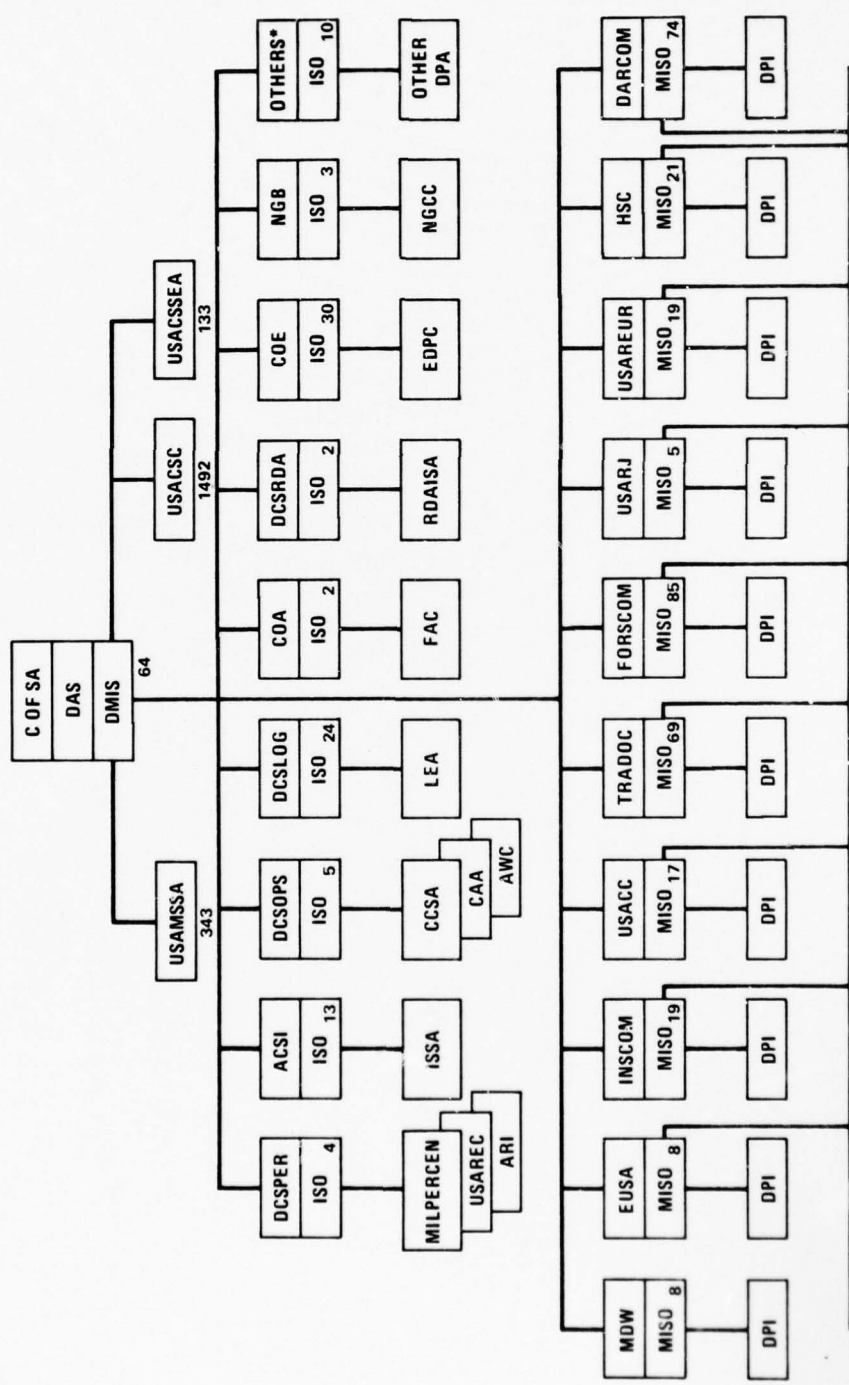 C OF SA
DAS
DMIS
64
USAMSSA
343
USACSC
1492
USACSSEA
133
DCSPER
ISO 4
MILPERCEN
USAREC
ARI
ACSI
ISO 13
ISSA
DCSOPS
ISO 5
CCSA
CAA
AWC
DCSLOG
ISO 24
LEA
COA
ISO 2
FAC
DCSRDA
ISO 2
RDAISA
COE
ISO 30
EDPC
NGB
ISO 3
NGCC
OTHERS*
ISO 10
OTHER
DPA
MDW
MISO 8
DPI
EUSA
MISO 8
DPI
INSCOM
MISO 19
DPI
USACC
MISO 17
DPI
TRADOC
MISO 69
DPI
FORSCOM
MISO 85
DPI
USARJ
MISO 5
DPI
USAREUR
MISO 19
DPI
HSC
MISO 21
DPI
DARCOM
MISO 74
DPI